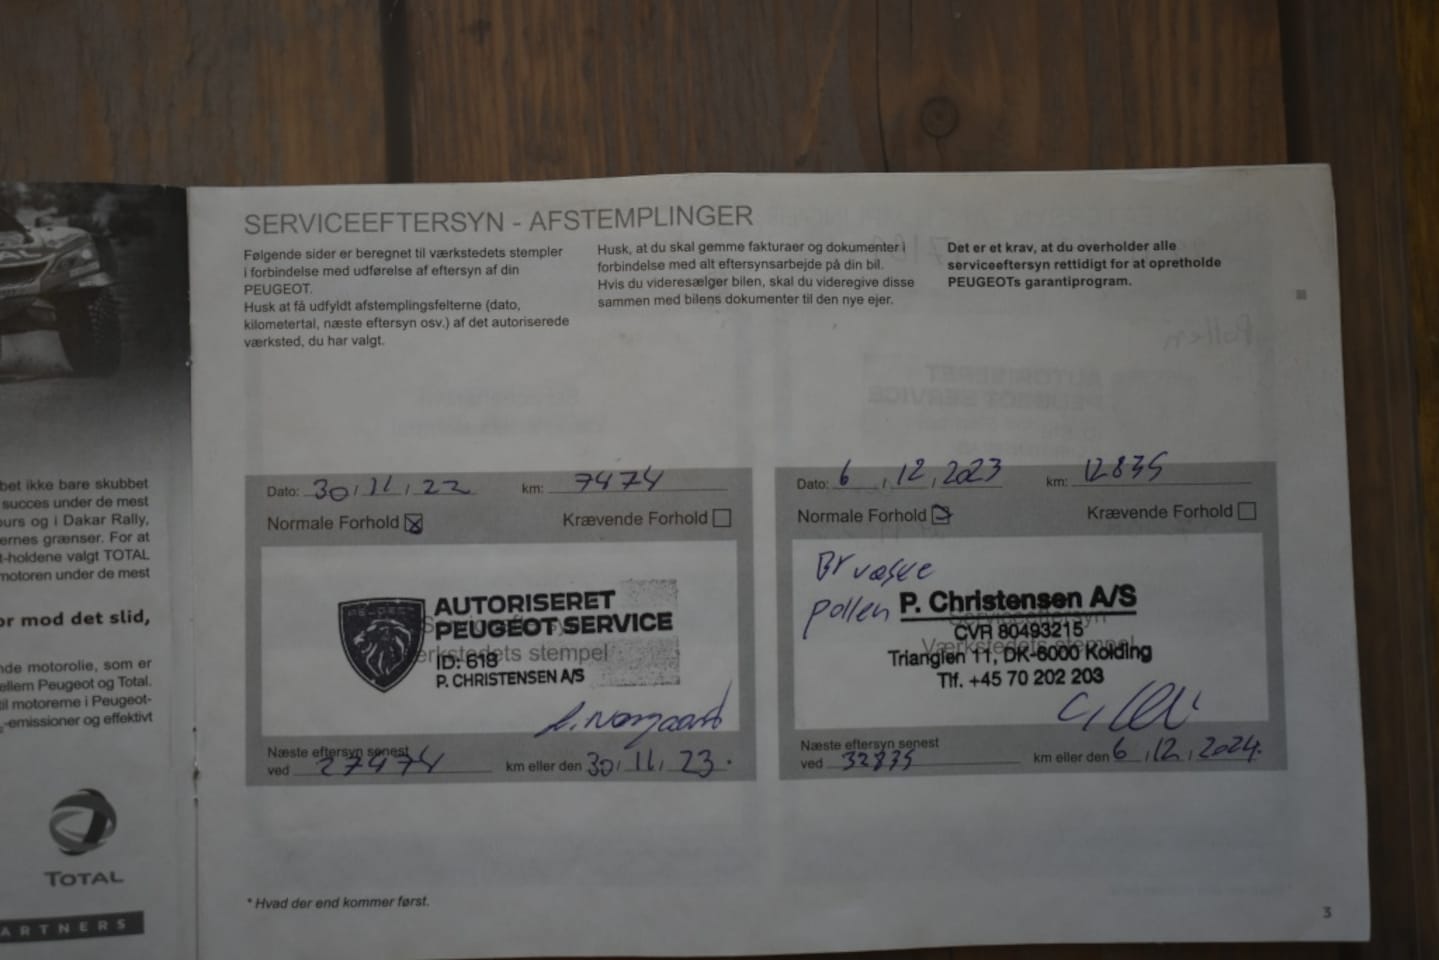 SERVICEEFTERSYN - AFSTEMPLINGER
Følgende sider er beregnet til værkstedets stempler
i forbindelse med udførelse af eftersyn af din
PEUGEOT.
Husk at få udfyldt afstemplingsfelterne (dato,
kilometertal, næste eftersyn osv.) af det autoriserede
værksted, du har valgt.
Husk, at du skal gemme fakturaer og dokumenter i
forbindelse med alt eftersynsarbejde på din bil.
Hvis du videresælger bilen, skal du videregive disse
sammen med bilens dokumenter til den nye ejer.
Det er et krav, at du overholder alle
serviceeftersyn rettidigt for at opretholde
PEUGEOTs garantiprogram.
bet ikke bare skubbet
succes under de mest
ours og i Dakar Rally,
ernes grænser. For at
t-holdene valgt TOTAL
motoren under de mest
or mod det slid,
nde motorolie, som er
ellem Peugeot og Total.
til motorerne i Peugeot-
-emissioner og effektivt
TOTAL
ARTNERS
Dato: 30, 11, 22 km: 7474
Normale Forhold Krævende Forhold
PEUGEOT
AUTORISERET
PEUGEOT SERVICE
Værkstedets stempel
ID: 618
P. CHRISTENSEN A/S
Næste eftersyn senest
ved 27474 km eller den 30, 11, 23.
Dato: 6, 12, 2023 km: 12835
Normale Forhold Krævende Forhold
Br væske
pollen
P. Christensen A/S
Serviceeftersyn
CVR 80493215
Værkstedets stempel
Trianglen 11, DK-6000 Kolding
Tlf. +45 70 202 203
Næste eftersyn senest
ved 32835 km eller den 6, 12, 2024.
* Hvad der end kommer først.
3